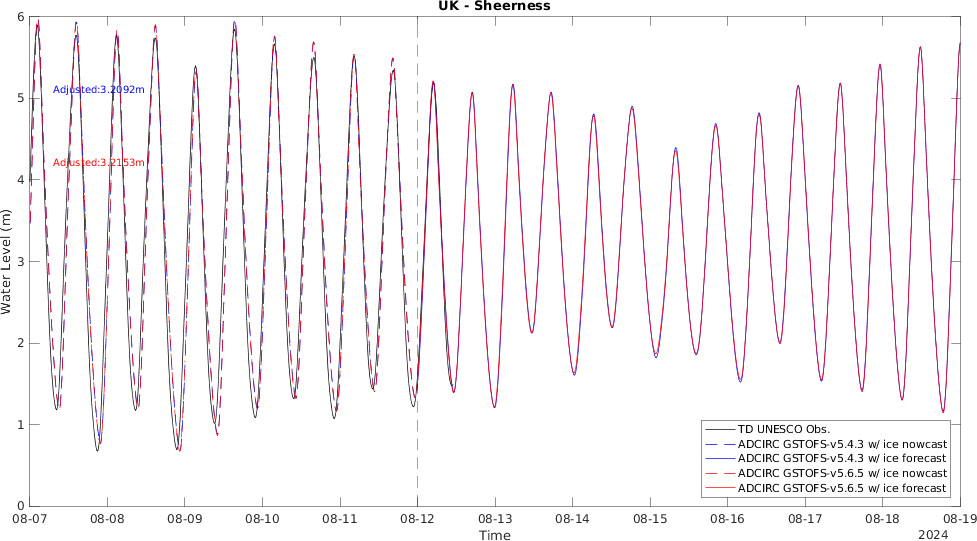 UK - Sheerness
6
5
4
3
2
1
0
Water Level (m)
Adjusted:3.2092m
Adjusted:3.2153m
TD UNESCO Obs.
ADCIRC GSTOFS-v5.4.3 w/ ice nowcast
ADCIRC GSTOFS-v5.4.3 w/ ice forecast
ADCIRC GSTOFS-v5.6.5 w/ ice nowcast
ADCIRC GSTOFS-v5.6.5 w/ ice forecast
08-07 08-08 08-09 08-10 08-11 08-12 08-13 08-14 08-15 08-16 08-17 08-18 08-19
Time
2024